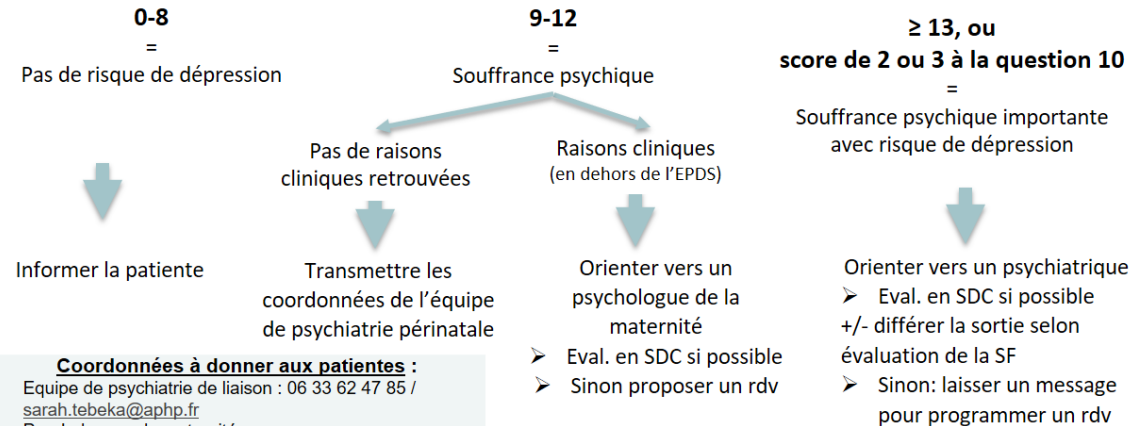 0-8
=
Pas de risque de dépression
Informer la patiente
9-12
=
Souffrance psychique
Pas de raisons
cliniques retrouvées
Transmettre les
coordonnées de l'équipe
de psychiatrie périnatale
Raisons cliniques
(en dehors de l'EPDS)
Orienter vers un
psychologue de la
maternité
➢ Eval. en SDC si possible
➢ Sinon proposer un rdv
≥ 13, ou
score de 2 ou 3 à la question 10
=
Souffrance psychique importante
avec risque de dépression
Orienter vers un psychiatrique
➢ Eval. en SDC si possible
+/- différer la sortie selon
évaluation de la SF
➢ Sinon: laisser un message
pour programmer un rdv
Coordonnées à donner aux patientes :
Equipe de psychiatrie de liaison : 06 33 62 47 85 /
sarah.tebeka@aphp.fr